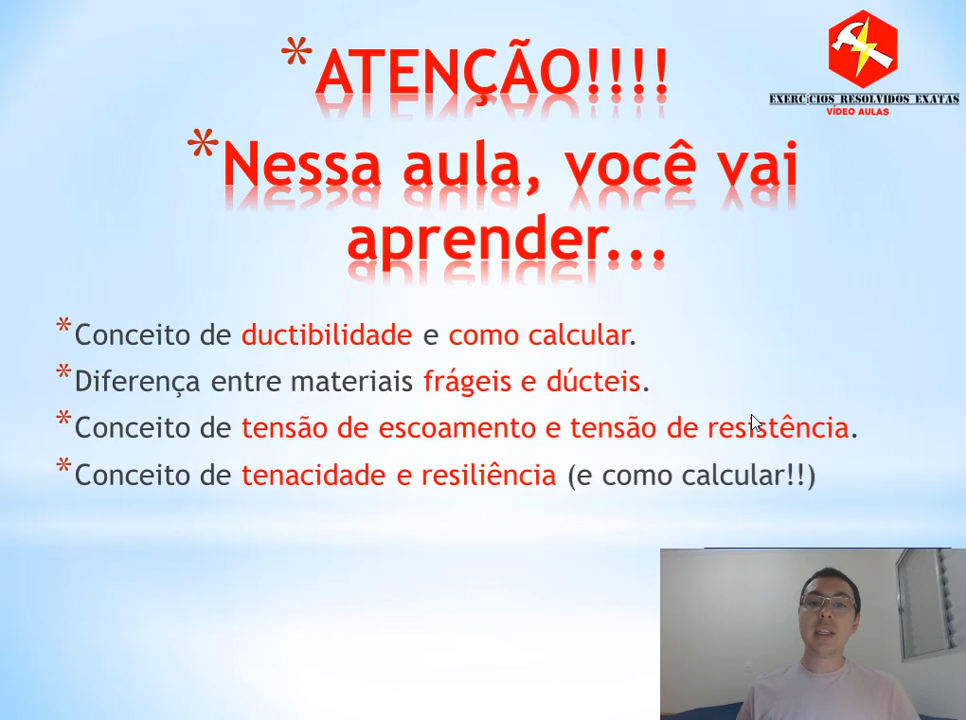 *ATENÇÃO!!!!
EXERCÍCIOS RESOLVIDOS EXATAS
VÍDEO AULAS
*Nessa aula, você vai
aprender...
*Conceito de ductibilidade e como calcular.
*Diferença entre materiais frágeis e dúcteis.
*Conceito de tensão de escoamento e tensão de resistência.
*Conceito de tenacidade e resiliência (e como calcular!!)